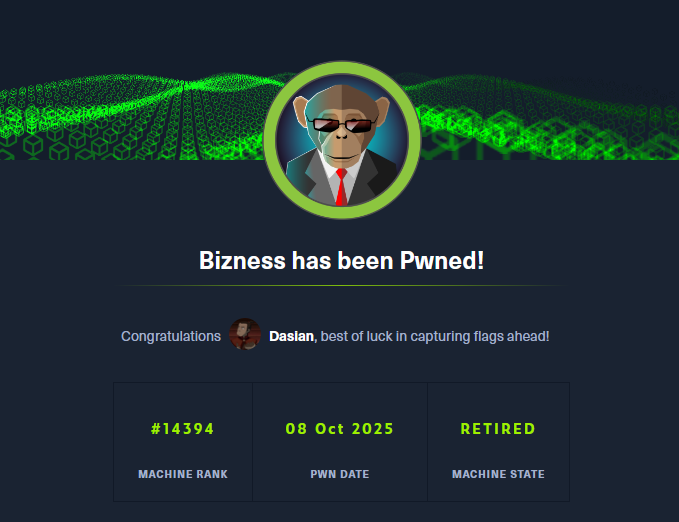 Bizness has been Pwned!
Congratulations Dasian, best of luck in capturing flags ahead!
#14394 08 Oct 2025 RETIRED
MACHINE RANK PWN DATE MACHINE STATE